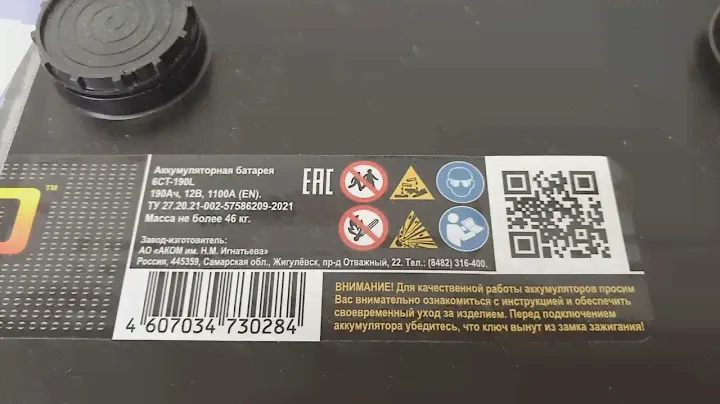 Аккумуляторная батарея
6СТ-190L
190Ач, 12В, 1100А (EN).
ТУ 27.20.21-002-57586209-2021
Масса не более 46 кг.
Завод-изготовитель:
АО «АКОМ им. Н.М. Игнатьева»
Россия, 445359, Самарская обл., Жигулёвск, пр-д Отважный, 22. Тел.: (8482) 316-400.
EAC
4 607034 730284
ВНИМАНИЕ! Для качественной работы аккумуляторов просим
Вас внимательно ознакомиться с инструкцией и обеспечить
своевременный уход за изделием. Перед подключением
аккумулятора убедитесь, что ключ вынут из замка зажигания!
TM